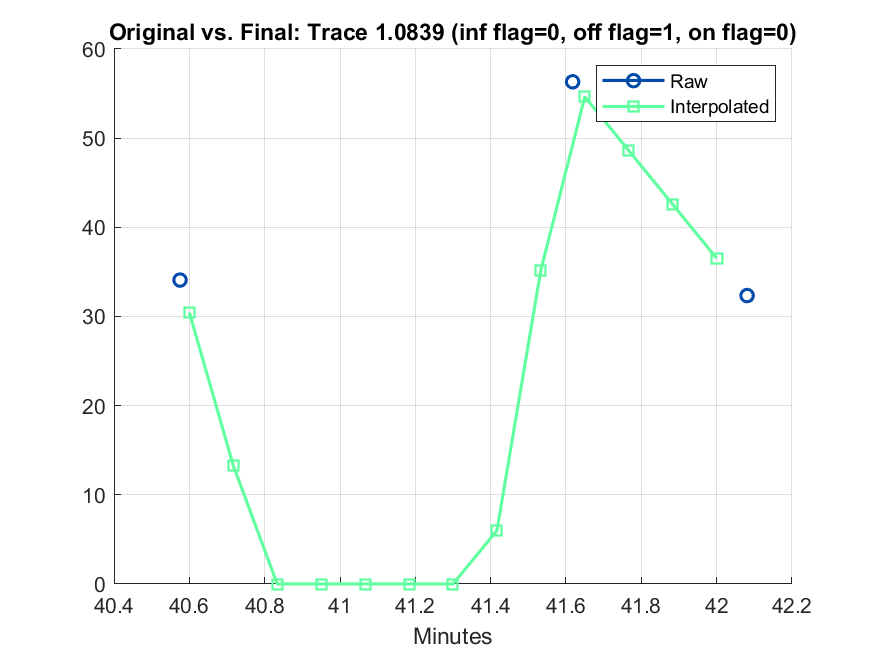 Original vs. Final: Trace 1.0839 (inf flag=0, off flag=1, on flag=0)
60
50
40
30
20
10
0
Raw
Interpolated
40.4 40.6 40.8 41 41.2 41.4 41.6 41.8 42 42.2
Minutes